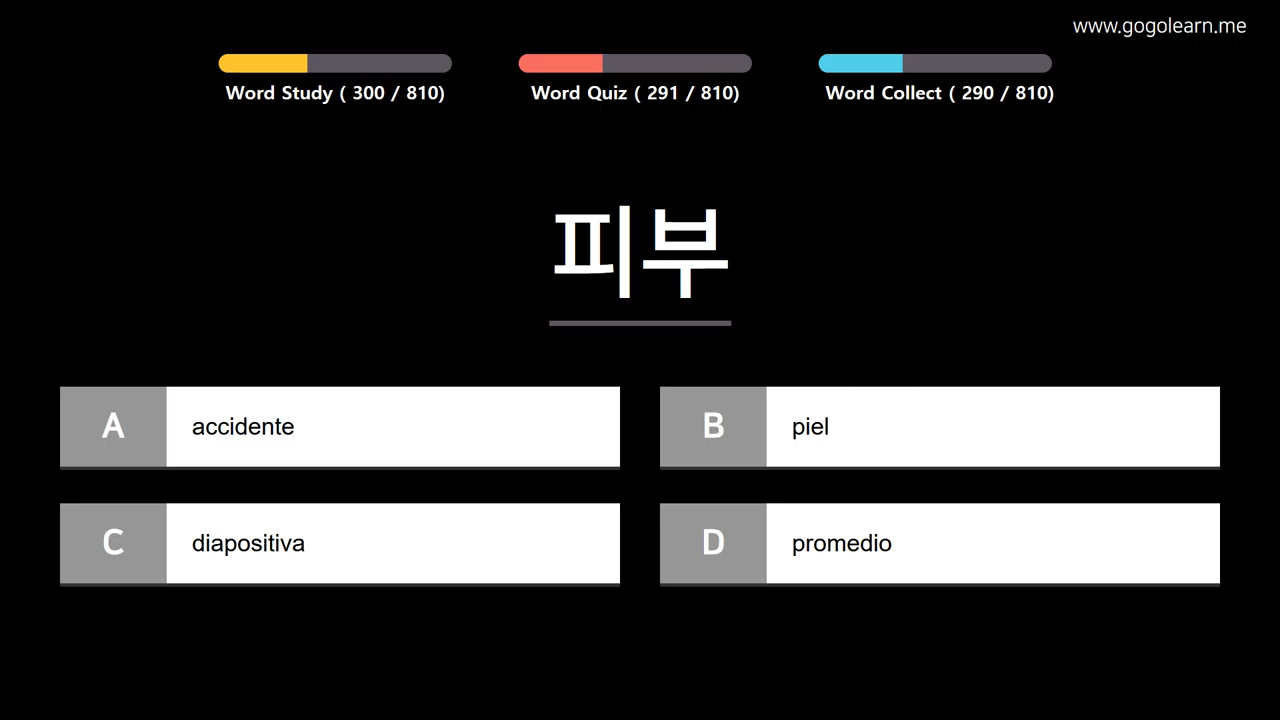 www.gogolearn.me
Word Study ( 300 / 810)
Word Quiz ( 291 / 810)
Word Collect ( 290 / 810)
피부
A accidente
B piel
C diapositiva
D promedio